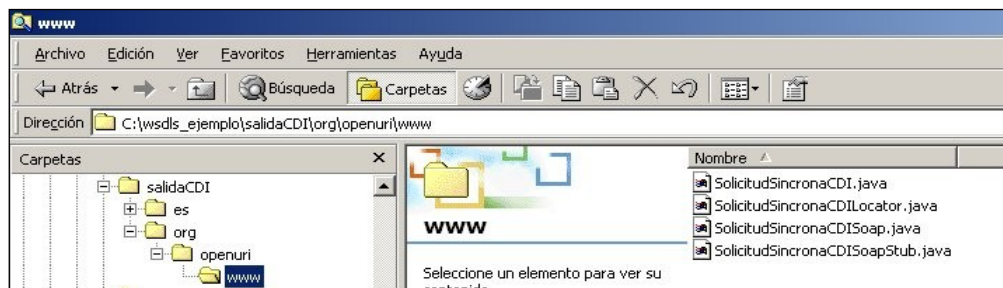 www
Archivo Edición Ver Favoritos Herramientas Ayuda
Atrás Búsqueda Carpetas
Dirección C:\wsdls_ejemplo\salidaCDI\org\openuri\www
Carpetas
salidaCDI
es
org
openuri
www
www
Seleccione un elemento para ver su
Nombre
SolicitudSincronaCDI.java
SolicitudSincronaCDILocator.java
SolicitudSincronaCDISoap.java
SolicitudSincronaCDISoapStub.java